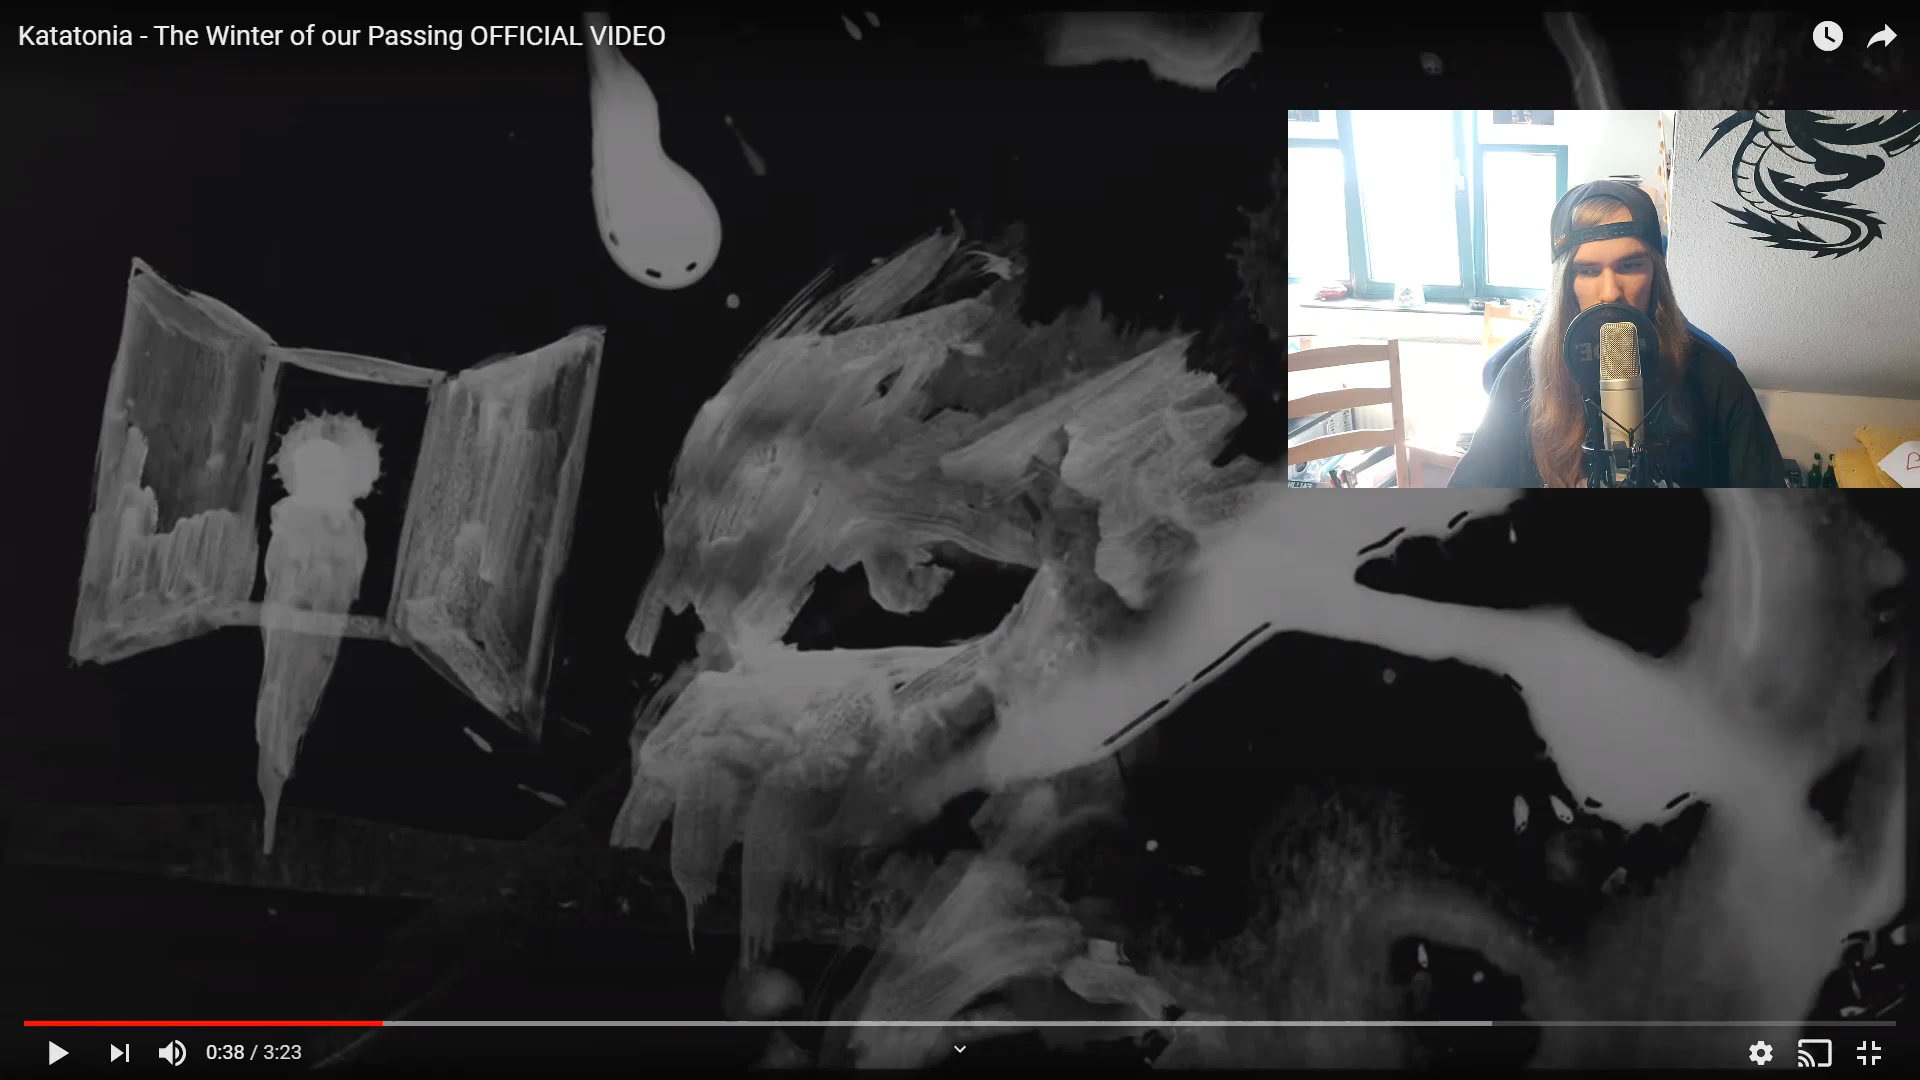 Katatonia - The Winter of our Passing OFFICIAL VIDEO
0:38 / 3:23